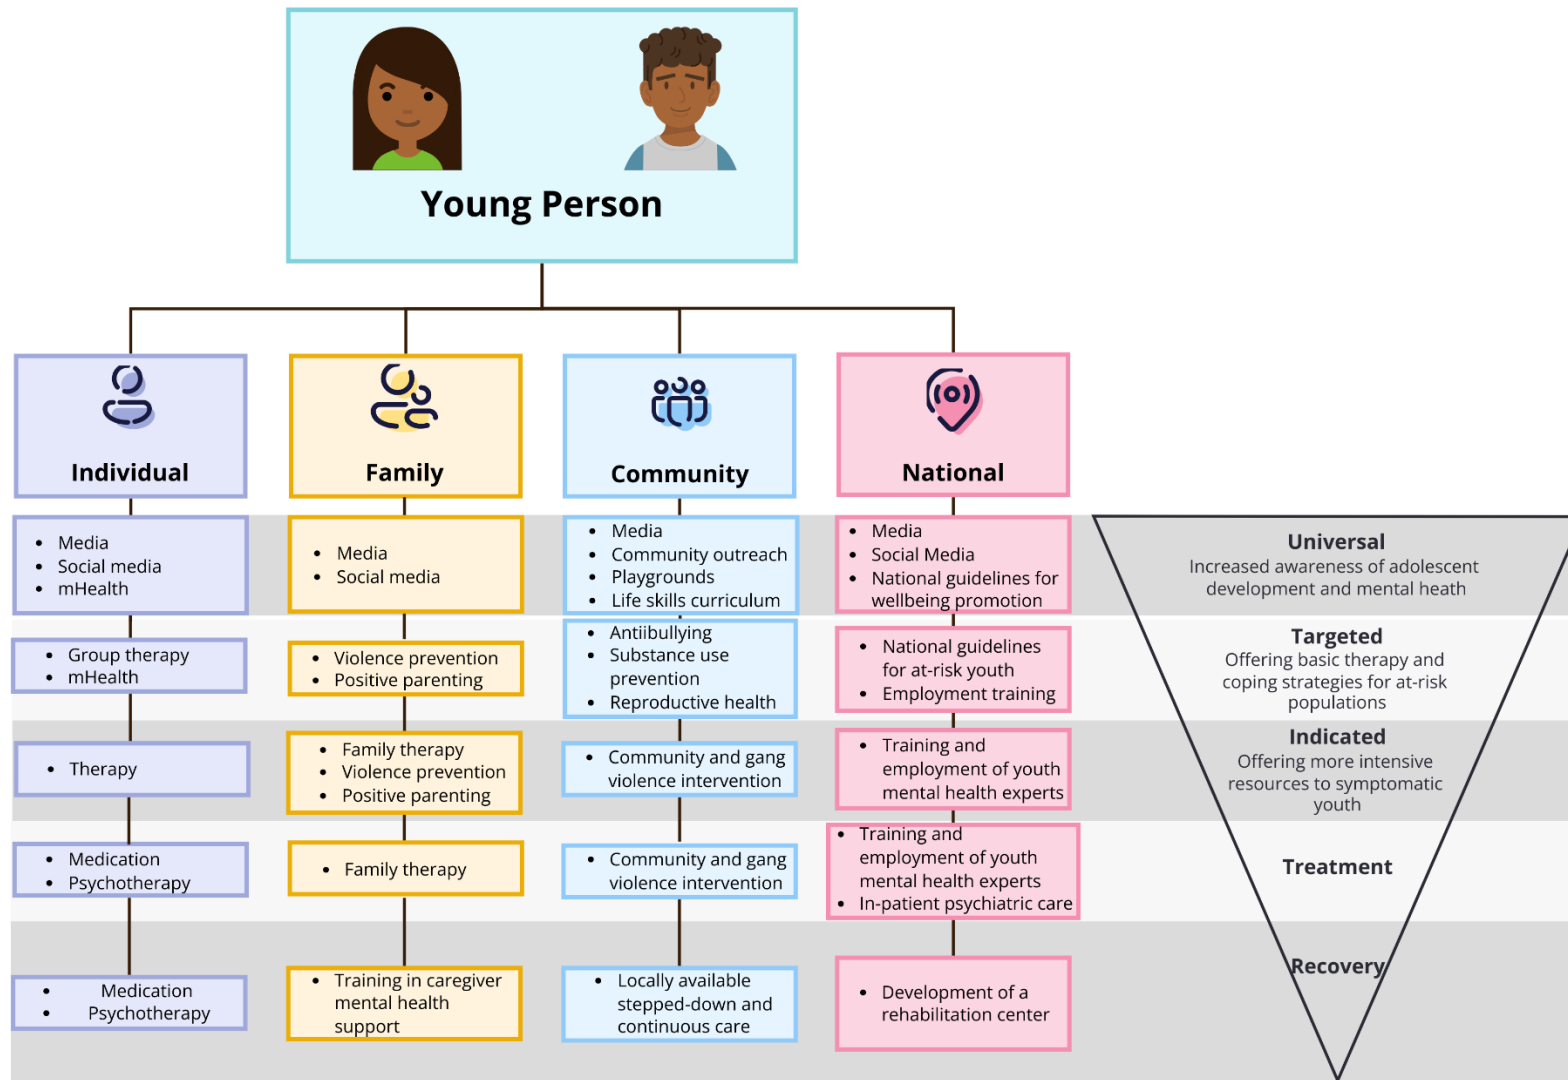 Young Person
Individual
Family
Community
National
• Media
• Social media
• mHealth
• Media
• Social media
• Media
• Community outreach
• Playgrounds
• Life skills curriculum
• Media
• Social Media
• National guidelines for
wellbeing promotion
Universal
Increased awareness of adolescent
development and mental heath
• Group therapy
• mHealth
• Violence prevention
• Positive parenting
• Antiibullying
• Substance use
prevention
• Reproductive health
• National guidelines
for at-risk youth
• Employment training
Targeted
Offering basic therapy and
coping strategies for at-risk
populations
• Therapy
• Family therapy
• Violence prevention
• Positive parenting
• Community and gang
violence intervention
• Training and
employment of youth
mental health experts
Indicated
Offering more intensive
resources to symptomatic
youth
• Medication
• Psychotherapy
• Family therapy
• Community and gang
violence intervention
• Training and
employment of youth
mental health experts
• In-patient psychiatric care
Treatment
• Medication
• Psychotherapy
• Training in caregiver
mental health
support
• Locally available
stepped-down and
continuous care
• Development of a
rehabilitation center
Recovery